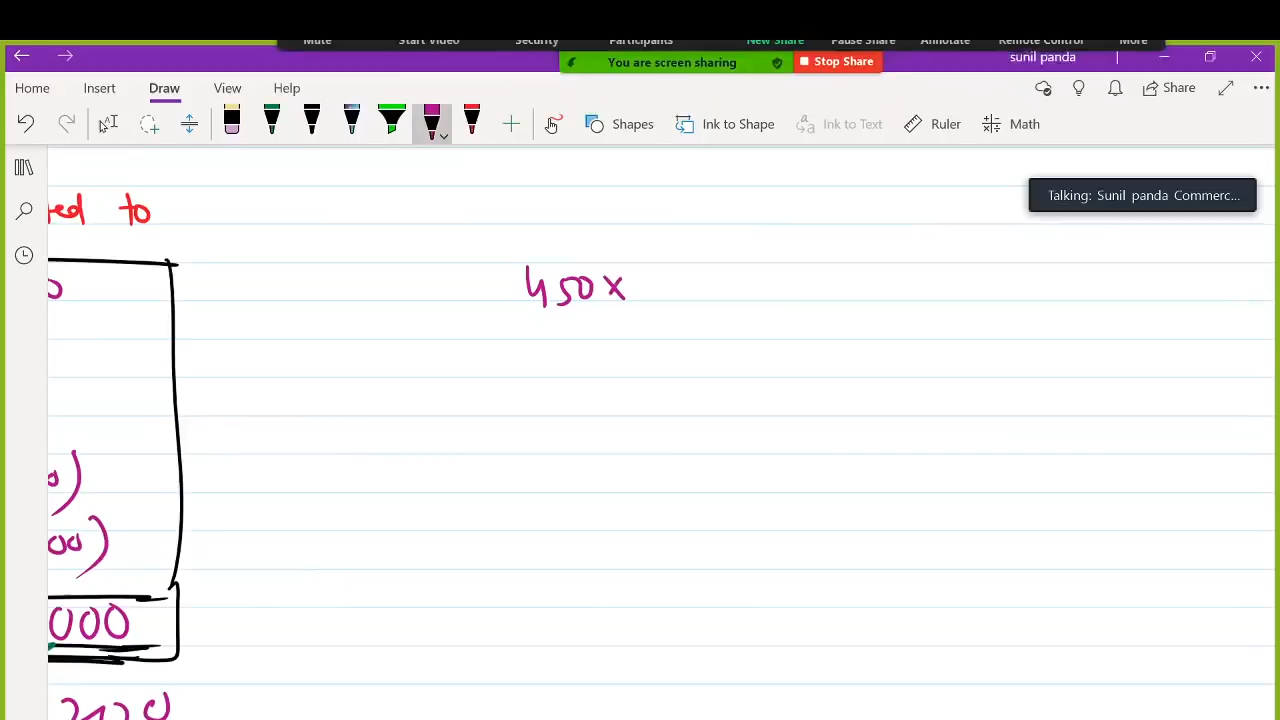 Mute Start Video Security Participants New Share Pause Share Annotate Remote Control More
You are screen sharing Stop Share sunil panda
Home Insert Draw View Help Share
Shapes Ink to Shape Ink to Text Ruler Math
Talking: Sunil panda Commerc...
to
450x
000